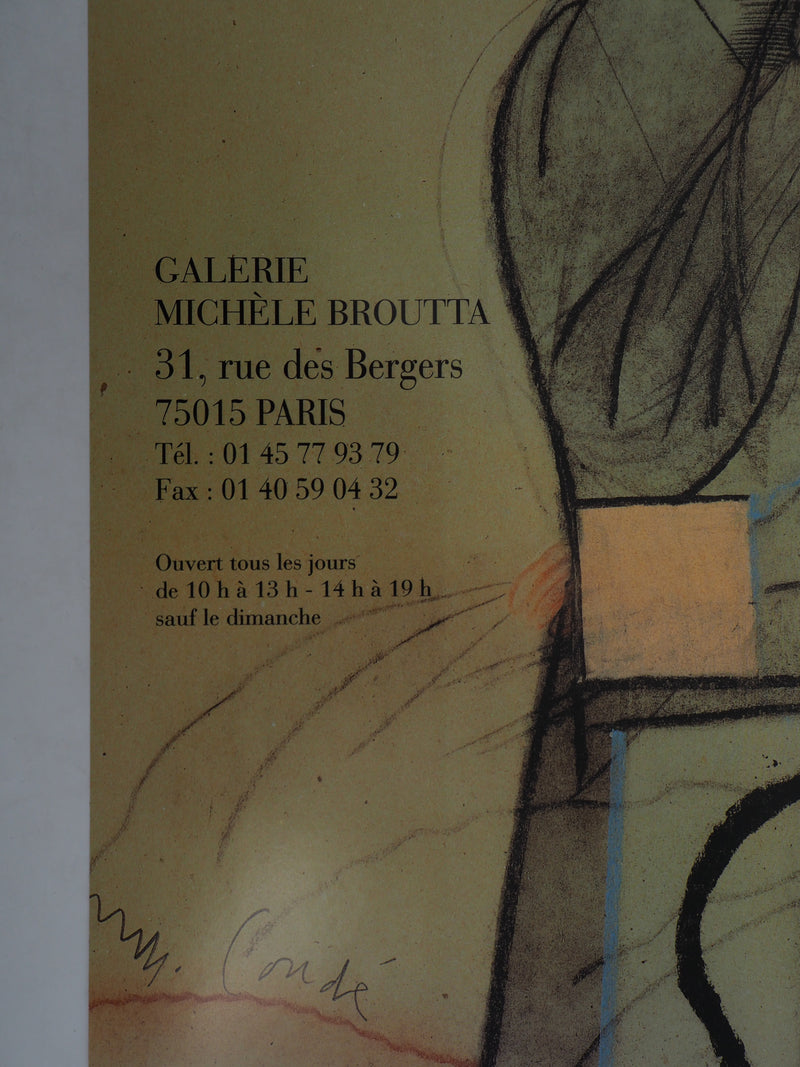 GALERIE
MICHÈLE BROUTTA
31, rue des Bergers
75015 PARIS
Tél. : 01 45 77 93 79
Fax : 01 40 59 04 32
Ouvert tous les jours
de 10 h à 13 h - 14 h à 19 h
sauf le dimanche
M. Condé